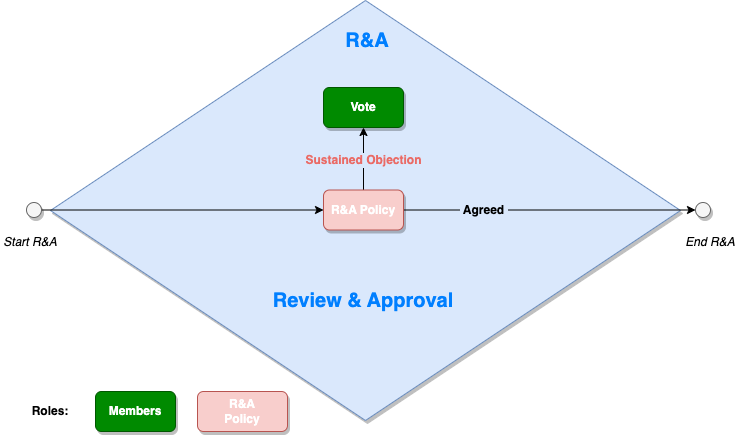 R&A
Vote
Sustained Objection
R&A Policy
Agreed
Start R&A
End R&A
Review & Approval
Roles:
Members
R&A
Policy